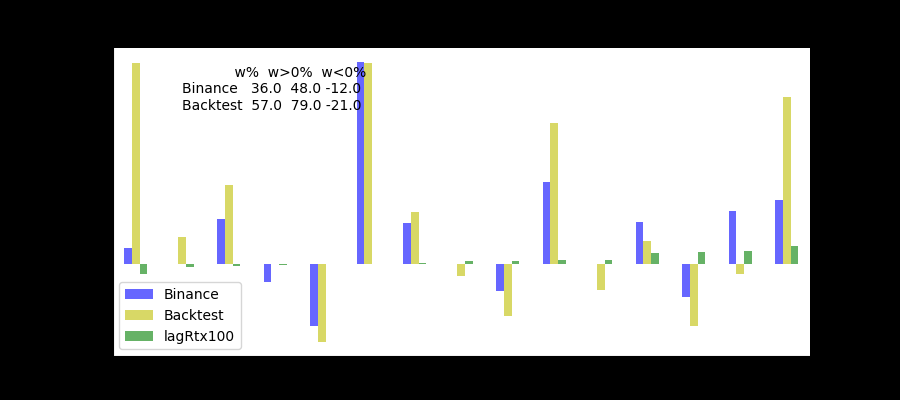 w% w>0% w<0%
Binance 36.0 48.0 -12.0
Backtest 57.0 79.0 -21.0
Binance
Backtest
lagRtx100